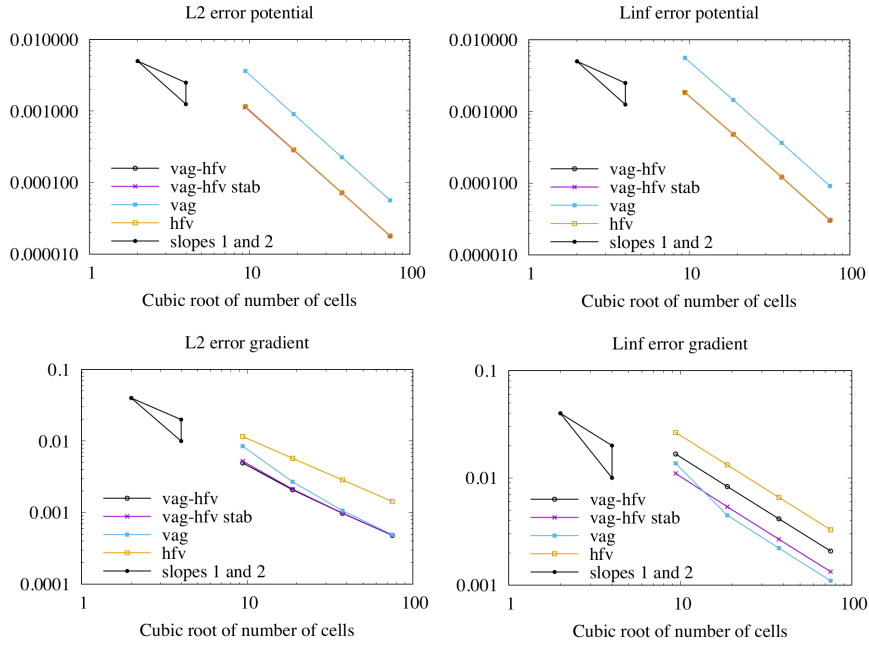 L2 error potential
0.010000
0.001000
0.000100
0.000010
vag-hfv
vag-hfv stab
vag
hfv
slopes 1 and 2
1
10
100
Cubic root of number of cells
Linf error potential
0.010000
0.001000
0.000100
0.000010
vag-hfv
vag-hfv stab
vag
hfv
slopes 1 and 2
1
10
100
Cubic root of number of cells
L2 error gradient
0.1
0.01
0.001
0.0001
vag-hfv
vag-hfv stab
vag
hfv
slopes 1 and 2
1
10
100
Cubic root of number of cells
Linf error gradient
0.1
0.01
0.001
vag-hfv
vag-hfv stab
vag
hfv
slopes 1 and 2
1
10
100
Cubic root of number of cells